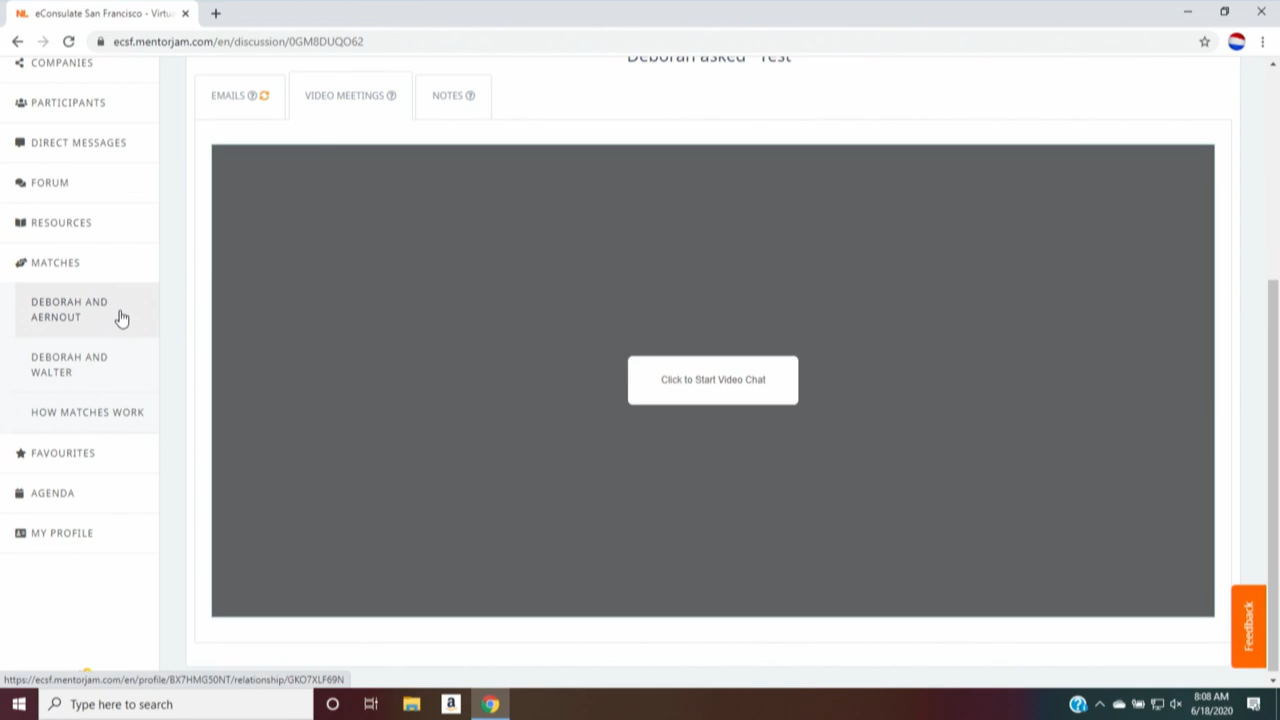 eConsulate San Francisco - Virtu
ecsf.mentorjam.com/en/discussion/0GM8DUQO62
COMPANIES
PARTICIPANTS
DIRECT MESSAGES
FORUM
RESOURCES
MATCHES
DEBORAH AND
AERNOUT
DEBORAH AND
WALTER
HOW MATCHES WORK
FAVOURITES
AGENDA
MY PROFILE
Deborah asked "Test"
EMAILS
VIDEO MEETINGS
NOTES
Click to Start Video Chat
Feedback
https://ecsf.mentorjam.com/en/profile/BX7HMG50NT/relationship/GKO7XLF69N
Type here to search
a
8:08 AM
6/18/2020